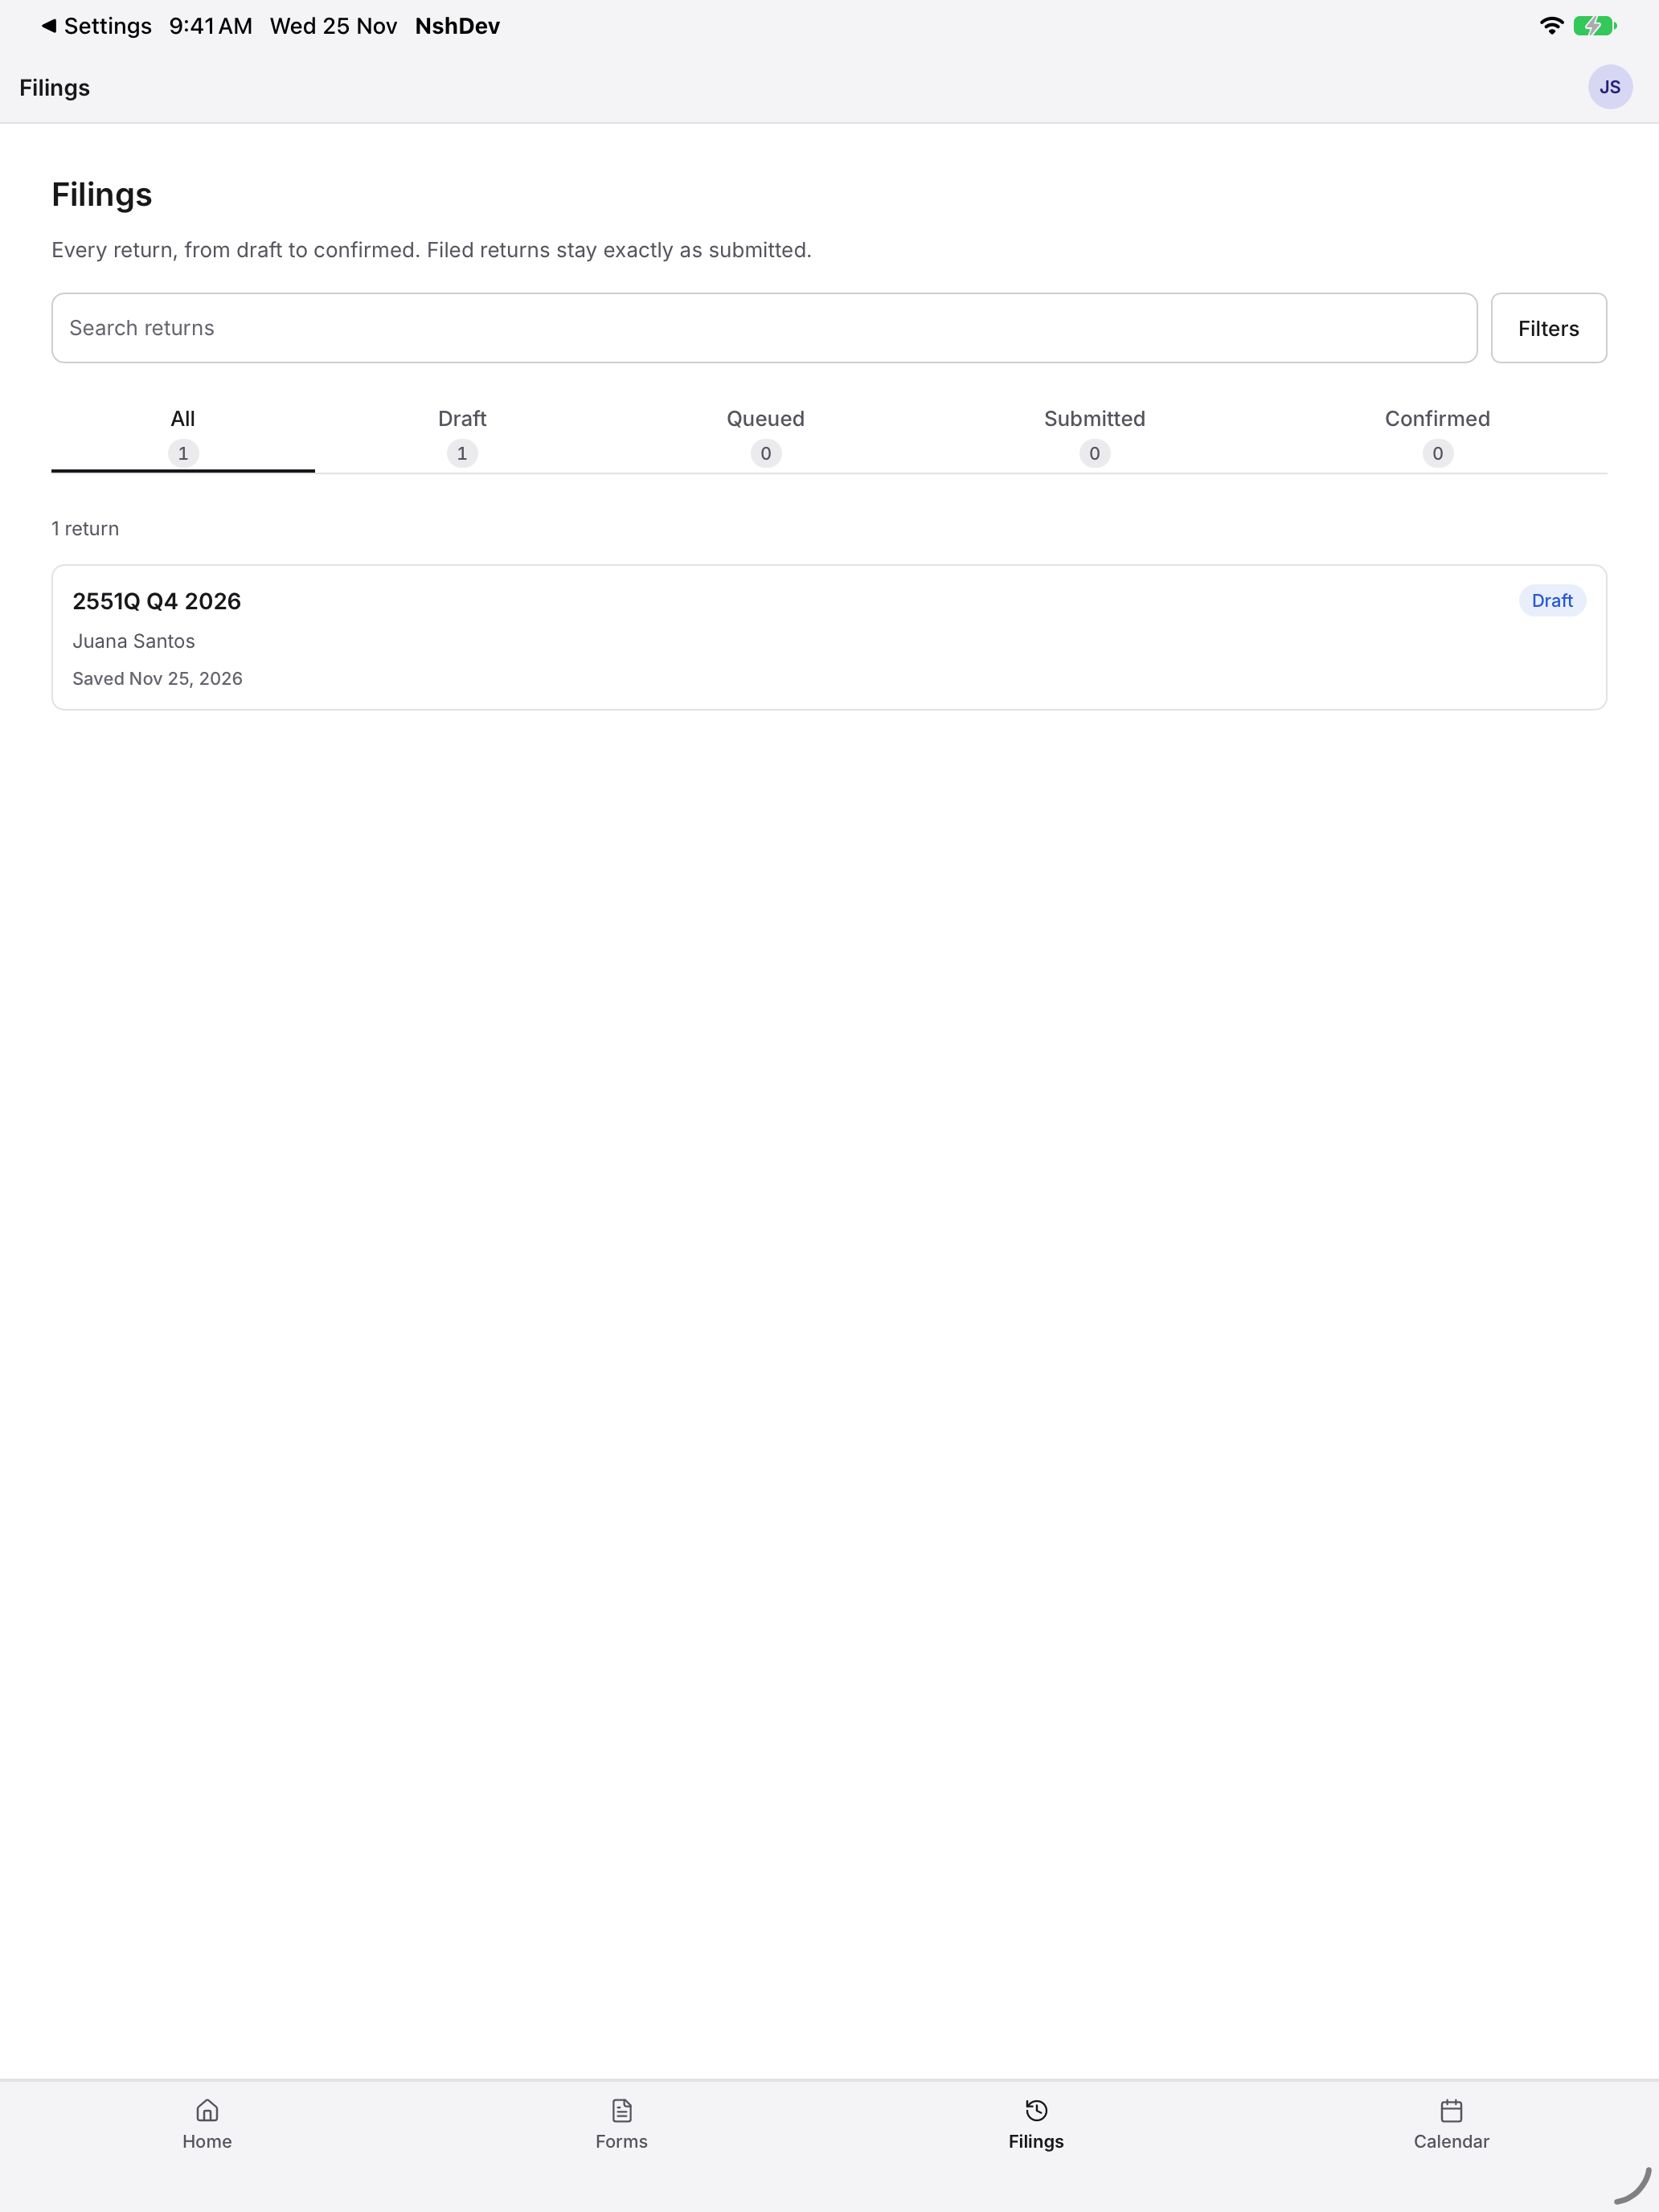 ◀ Settings 9:41 AM Wed 25 Nov NshDev
Filings
JS
Filings
Every return, from draft to confirmed. Filed returns stay exactly as submitted.
Search returns
Filters
All
1
Draft
1
Queued
0
Submitted
0
Confirmed
0
1 return
2551Q Q4 2026
Draft
Juana Santos
Saved Nov 25, 2026
Home
Forms
Filings
Calendar